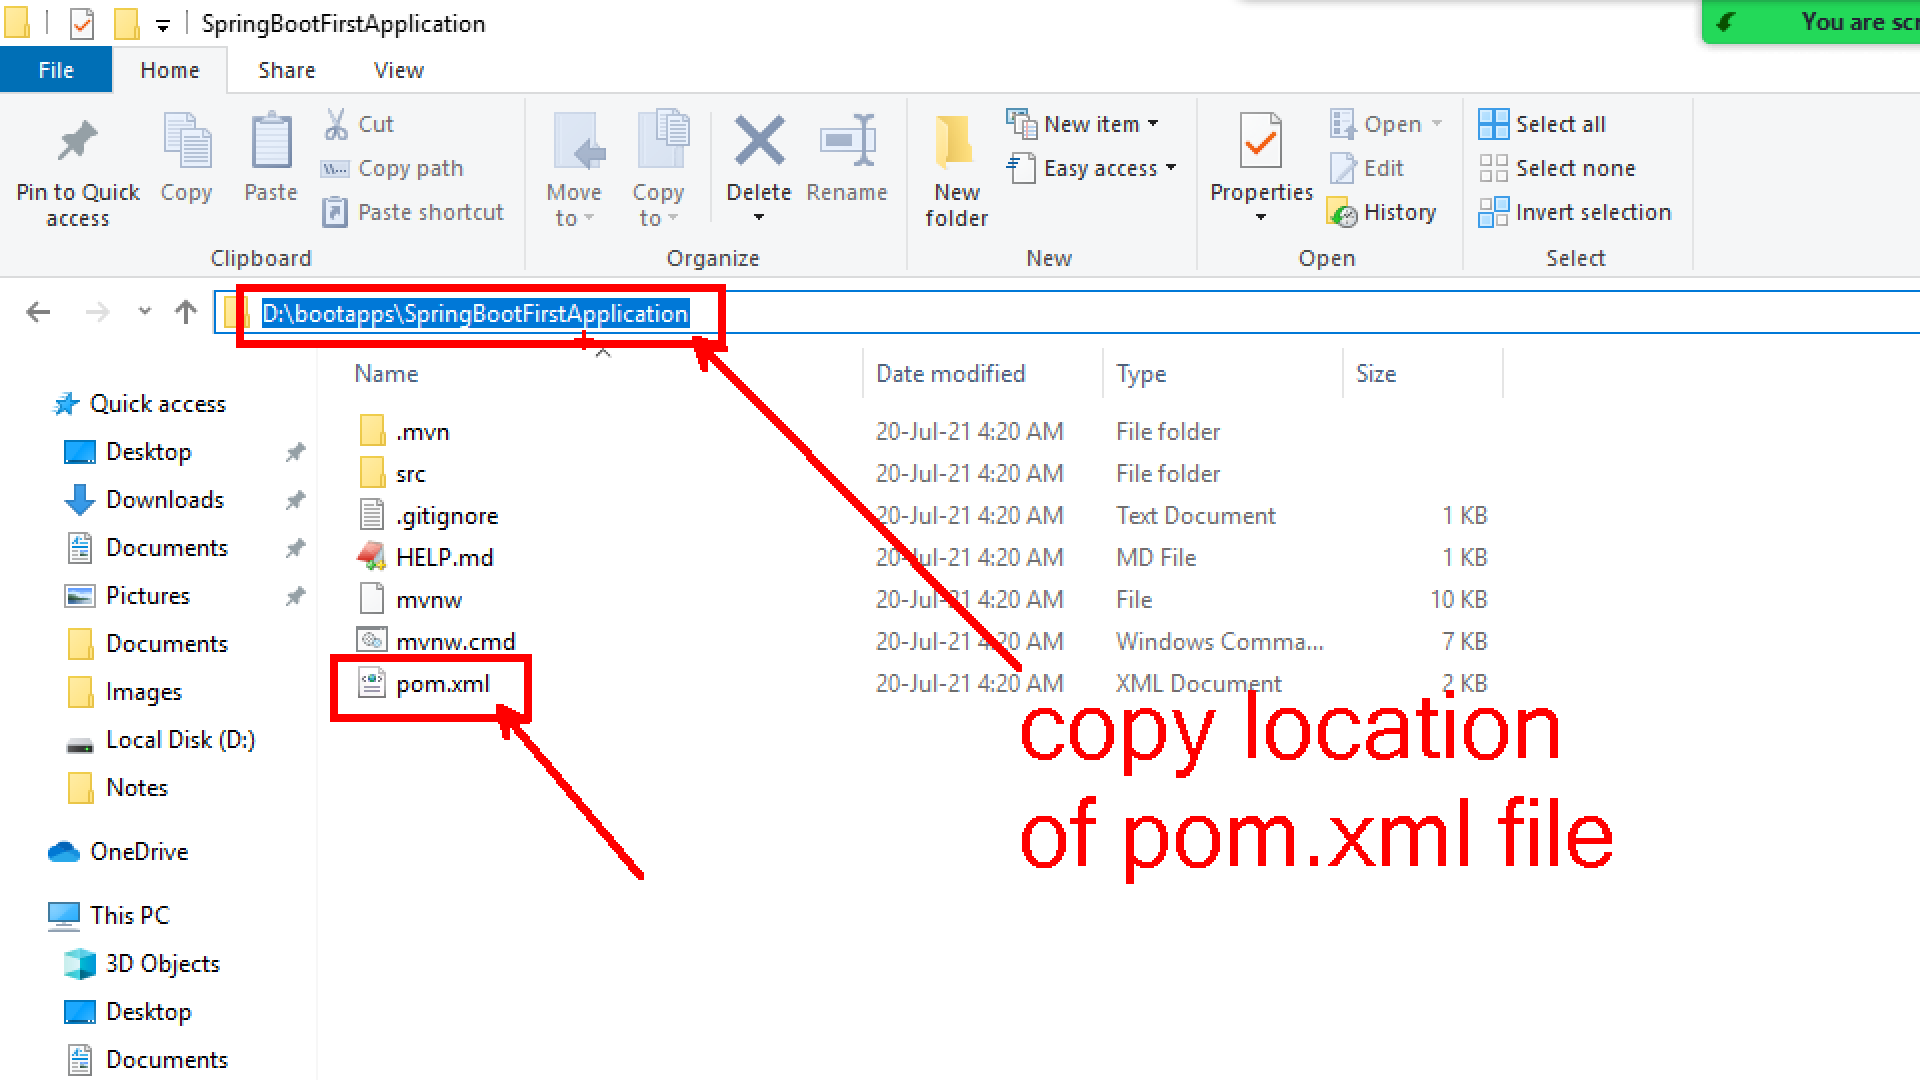 SpringBootFirstApplication
You are scr
File Home Share View
Pin to Quick access
Copy
Paste
Cut
Copy path
Paste shortcut
Clipboard
Move to
Copy to
Delete
Rename
Organize
New folder
New item
Easy access
New
Properties
Open
Edit
History
Open
Select all
Select none
Invert selection
Select
D:\bootapps\SpringBootFirstApplication
Name Date modified Type Size
.mvn 20-Jul-21 4:20 AM File folder
src 20-Jul-21 4:20 AM File folder
.gitignore 20-Jul-21 4:20 AM Text Document 1 KB
HELP.md 20-Jul-21 4:20 AM MD File 1 KB
mvnw 20-Jul-21 4:20 AM File 10 KB
mvnw.cmd 20-Jul-21 4:20 AM Windows Comma... 7 KB
pom.xml 20-Jul-21 4:20 AM XML Document 2 KB
copy location
of pom.xml file
Quick access
Desktop
Downloads
Documents
Pictures
Documents
Images
Local Disk (D:)
Notes
OneDrive
This PC
3D Objects
Desktop
Documents